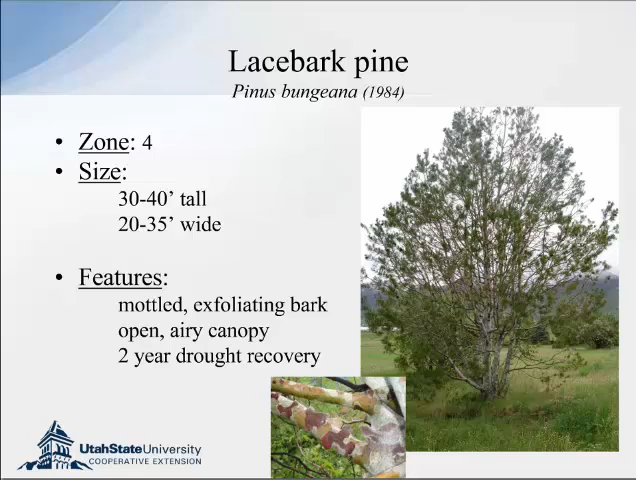 Lacebark pine
Pinus bungeana (1984)
• Zone: 4
• Size:
30-40’ tall
20-35’ wide
• Features:
mottled, exfoliating bark
open, airy canopy
2 year drought recovery
UtahStateUniversity
COOPERATIVE EXTENSION